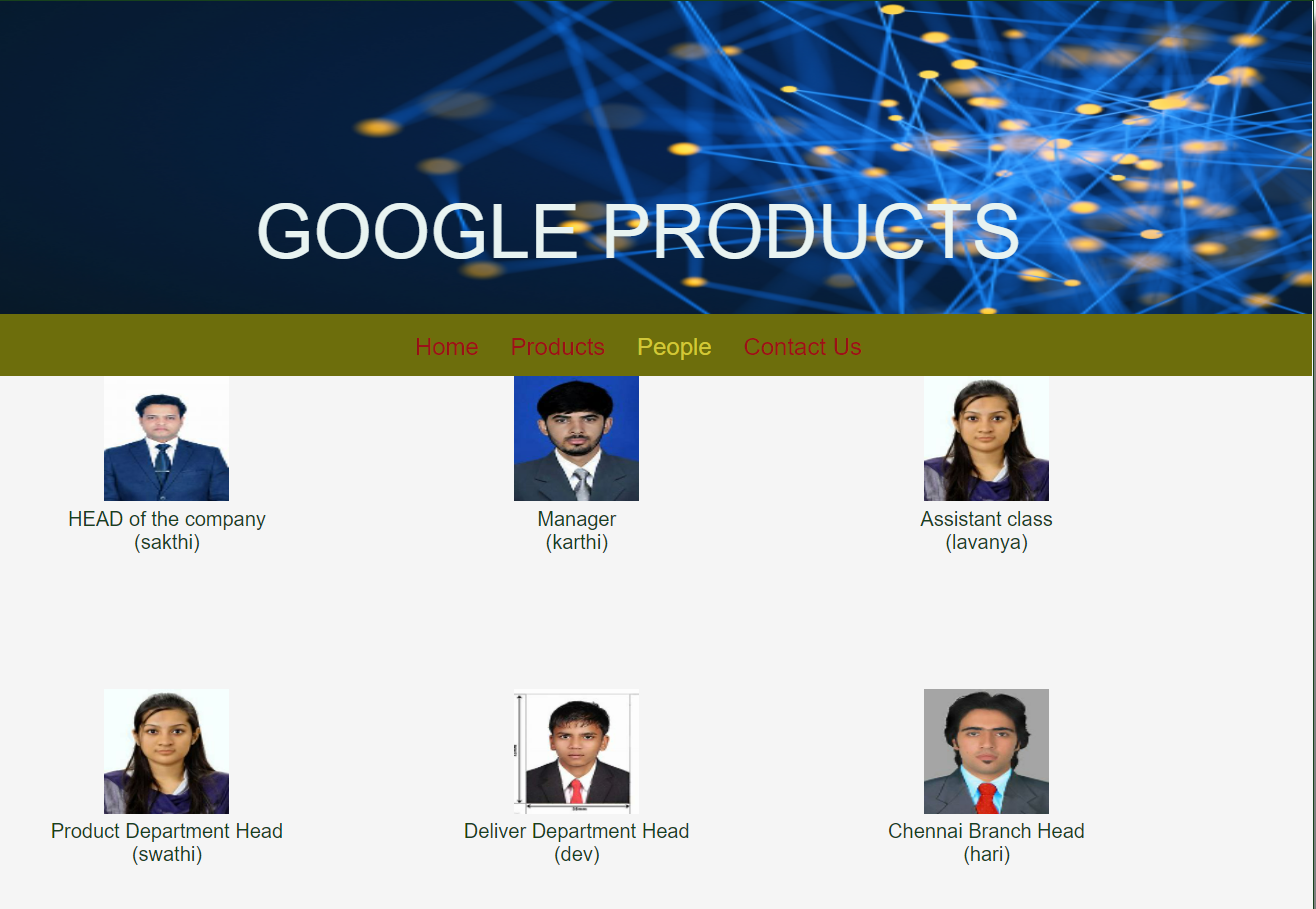 GOOGLE PRODUCTS
Home Products People Contact Us
HEAD of the company
(sakthi)
Manager
(karthi)
Assistant class
(lavanya)
Product Department Head
(swathi)
Deliver Department Head
(dev)
Chennai Branch Head
(hari)